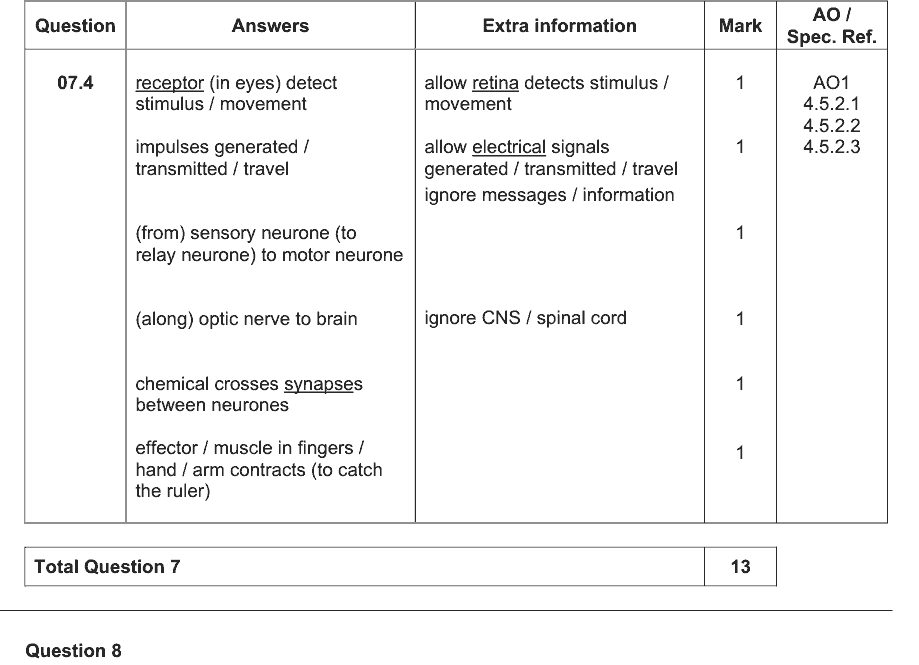 Question Answers Extra information Mark AO /
Spec. Ref.
07.4 receptor (in eyes) detect allow retina detects stimulus / 1 AO1
stimulus / movement movement 4.5.2.1
4.5.2.2
impulses generated / allow electrical signals 1 4.5.2.3
transmitted / travel generated / transmitted / travel
ignore messages / information
(from) sensory neurone (to 1
relay neurone) to motor neurone
(along) optic nerve to brain ignore CNS / spinal cord 1
chemical crosses synapses 1
between neurones
effector / muscle in fingers / 1
hand / arm contracts (to catch
the ruler)
Total Question 7 13
Question 8